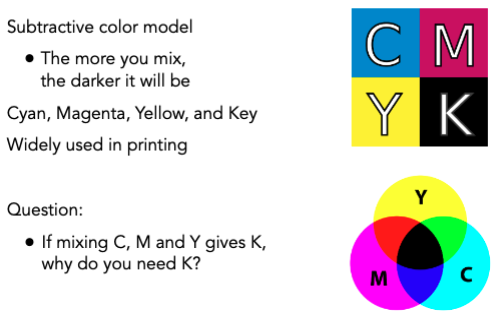 Subtractive color model
• The more you mix,
the darker it will be
Cyan, Magenta, Yellow, and Key
Widely used in printing
Question:
• If mixing C, M and Y gives K,
why do you need K?
C M
Y K
Y
M C